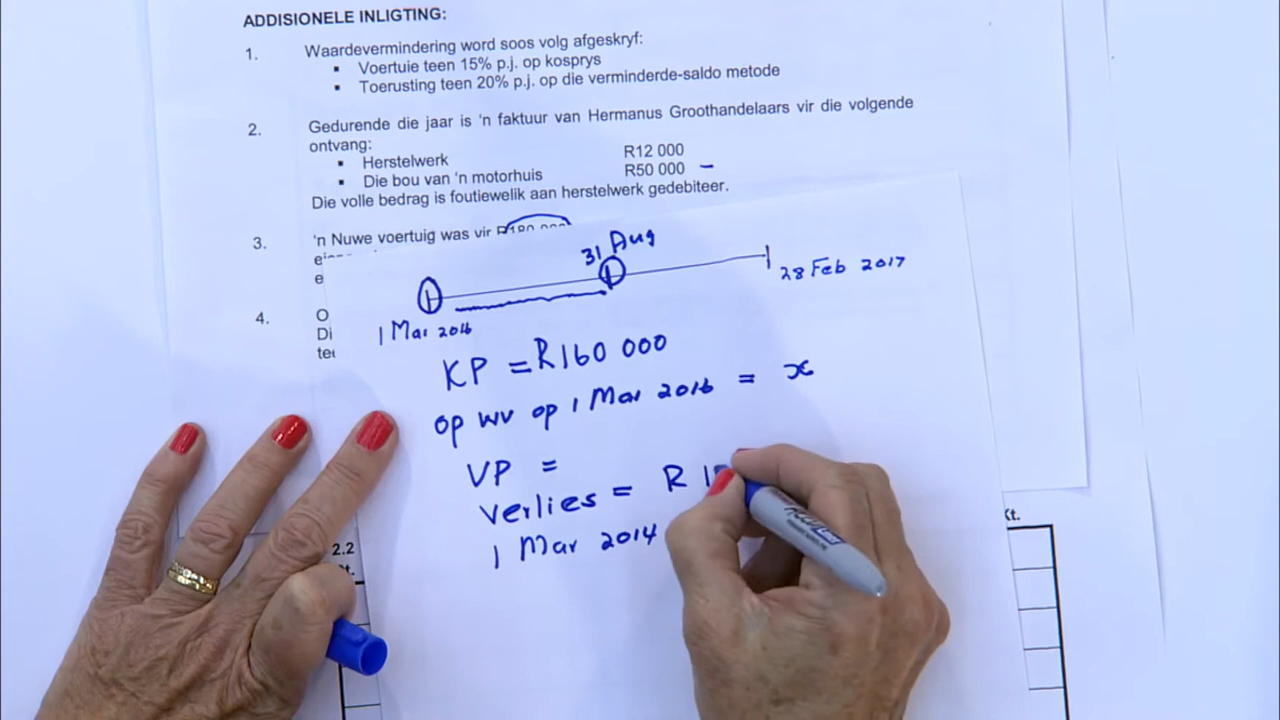 ADDISIONELE INLIGTING:
1. Waardevermindering word soos volg afgeskryf:
▪ Voertuie teen 15% p.j. op kosprys
▪ Toerusting teen 20% p.j. op die verminderde-saldo metode
2. Gedurende die jaar is 'n faktuur van Hermanus Groothandelaars vir die volgende
ontvang:
▪ Herstelwerk R12 000
▪ Die bou van 'n motorhuis R50 000 –
Die volle bedrag is foutiewelik aan herstelwerk gedebiteer.
3. 'n Nuwe voertuig was vir
e
4. O
Di
31 Aug
28 Feb 2017
1 Mar 2016
KP = R160 000
op wv op 1 Mar 2016 = x
VP =
verlies = R 1
1 Mar 2014
2.2